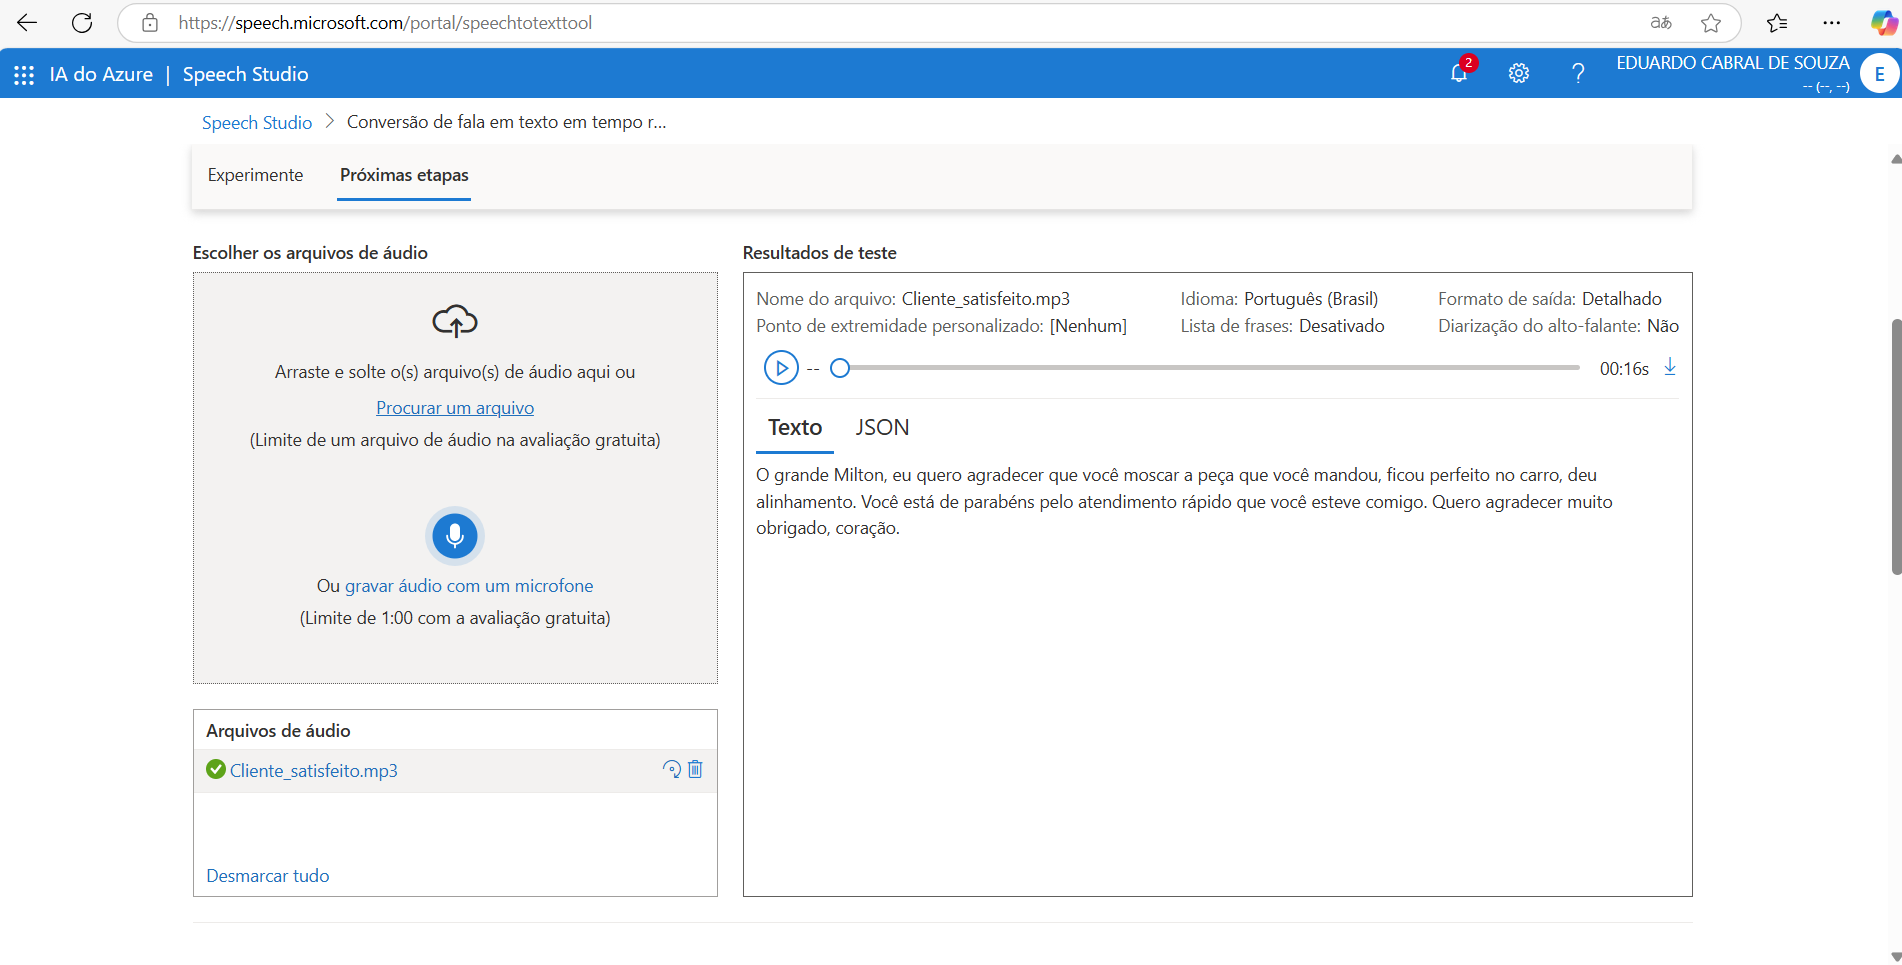 https://speech.microsoft.com/portal/speechtotexttool
aあ
IA do Azure | Speech Studio
2
?
EDUARDO CABRAL DE SOUZA
-- (--, --)
E
Speech Studio > Conversão de fala em texto em tempo r...
Experimente
Próximas etapas
Escolher os arquivos de áudio
Arraste e solte o(s) arquivo(s) de áudio aqui ou
Procurar um arquivo
(Limite de um arquivo de áudio na avaliação gratuita)
Ou gravar áudio com um microfone
(Limite de 1:00 com a avaliação gratuita)
Arquivos de áudio
Cliente_satisfeito.mp3
Desmarcar tudo
Resultados de teste
Nome do arquivo: Cliente_satisfeito.mp3
Idioma: Português (Brasil)
Formato de saída: Detalhado
Ponto de extremidade personalizado: [Nenhum]
Lista de frases: Desativado
Diarização do alto-falante: Não
--
00:16s
Texto
JSON
O grande Milton, eu quero agradecer que você moscar a peça que você mandou, ficou perfeito no carro, deu
alinhamento. Você está de parabéns pelo atendimento rápido que você esteve comigo. Quero agradecer muito
obrigado, coração.